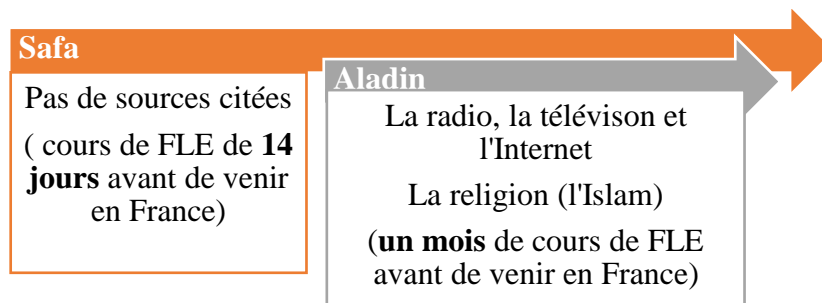 Safa
Pas de sources citées
( cours de FLE de 14
jours avant de venir
en France)
Aladin
La radio, la télévison et
l'Internet
La religion (l'Islam)
(un mois de cours de FLE
avant de venir en France)